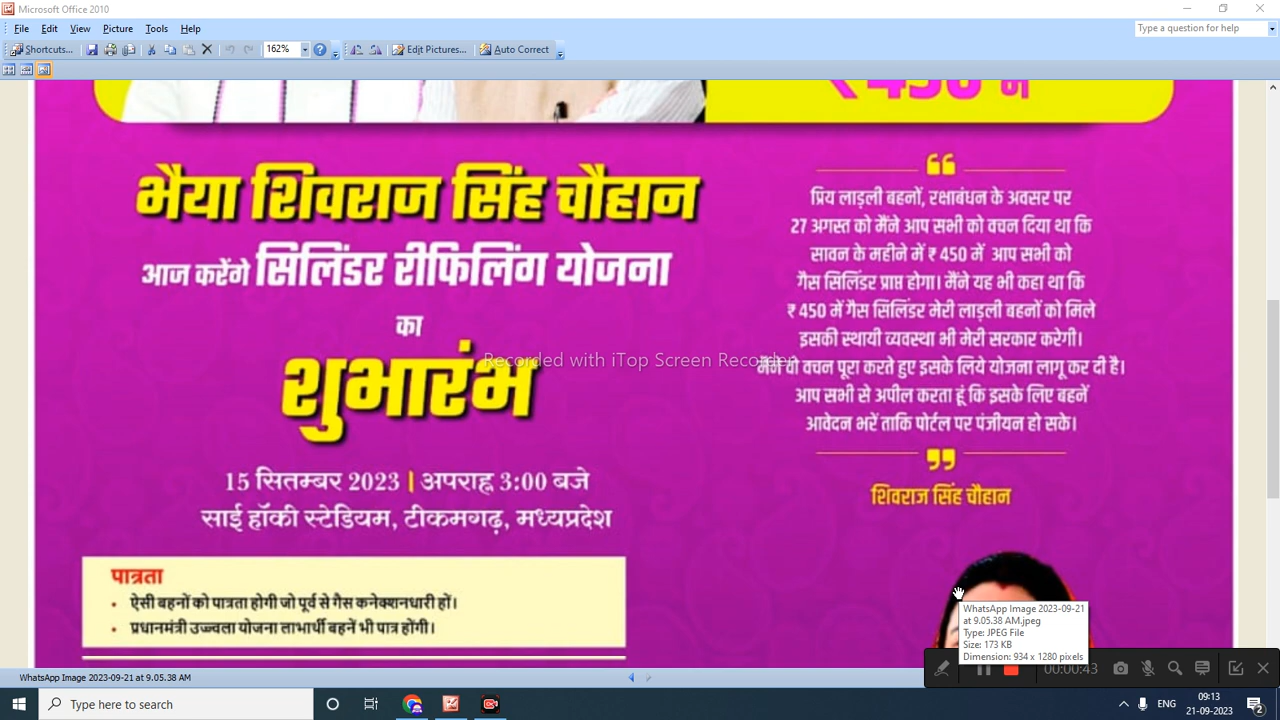 Microsoft Office 2010
File Edit View Picture Tools Help
Type a question for help
Shortcuts... 162% Edit Pictures... Auto Correct
₹450 में
भैया शिवराज सिंह चौहान
आज करेंगे सिलिंडर रीफिलिंग योजना
का
शुभारंभ
15 सितम्बर 2023 | अपराह्न 3:00 बजे
साई हॉकी स्टेडियम, टीकमगढ़, मध्यप्रदेश
पात्रता
• ऐसी बहनों को पात्रता होगी जो पूर्व से गैस कनेक्शनधारी हों।
• प्रधानमंत्री उज्ज्वला योजना लाभार्थी बहनें भी पात्र होंगी।
❝
प्रिय लाड़ली बहनों, रक्षाबंधन के अवसर पर
27 अगस्त को मैंने आप सभी को वचन दिया था कि
सावन के महीने में ₹ 450 में आप सभी को
गैस सिलिंडर प्राप्त होगा। मैंने यह भी कहा था कि
₹ 450 में गैस सिलिंडर मेरी लाड़ली बहनों को मिले
इसकी स्थायी व्यवस्था भी मेरी सरकार करेगी।
मैंने वो वचन पूरा करते हुए इसके लिये योजना लागू कर दी है।
आप सभी से अपील करता हूं कि इसके लिए बहनें
आवेदन भरें ताकि पोर्टल पर पंजीयन हो सके।
❞
शिवराज सिंह चौहान
Recorded with iTop Screen Recorder
WhatsApp Image 2023-09-21
at 9.05.38 AM.jpeg
Type: JPEG File
Size: 173 KB
Dimension: 934 x 1280 pixels
00:00:43
WhatsApp Image 2023-09-21 at 9.05.38 AM
Type here to search
ENG
09:13
21-09-2023
2